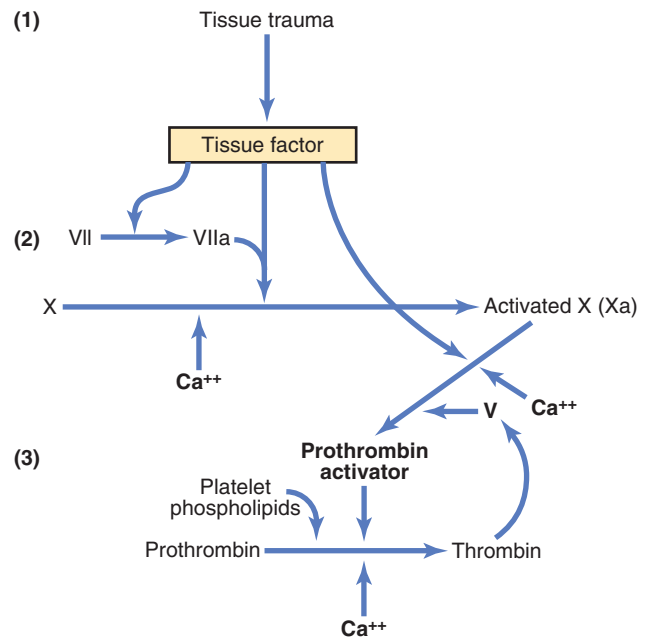 (1)
Tissue trauma
Tissue factor
(2)
VII
VIIa
X
Activated X (Xa)
Ca++
Ca++
V
(3)
Prothrombin
activator
Platelet
phospholipids
Prothrombin
Thrombin
Ca++